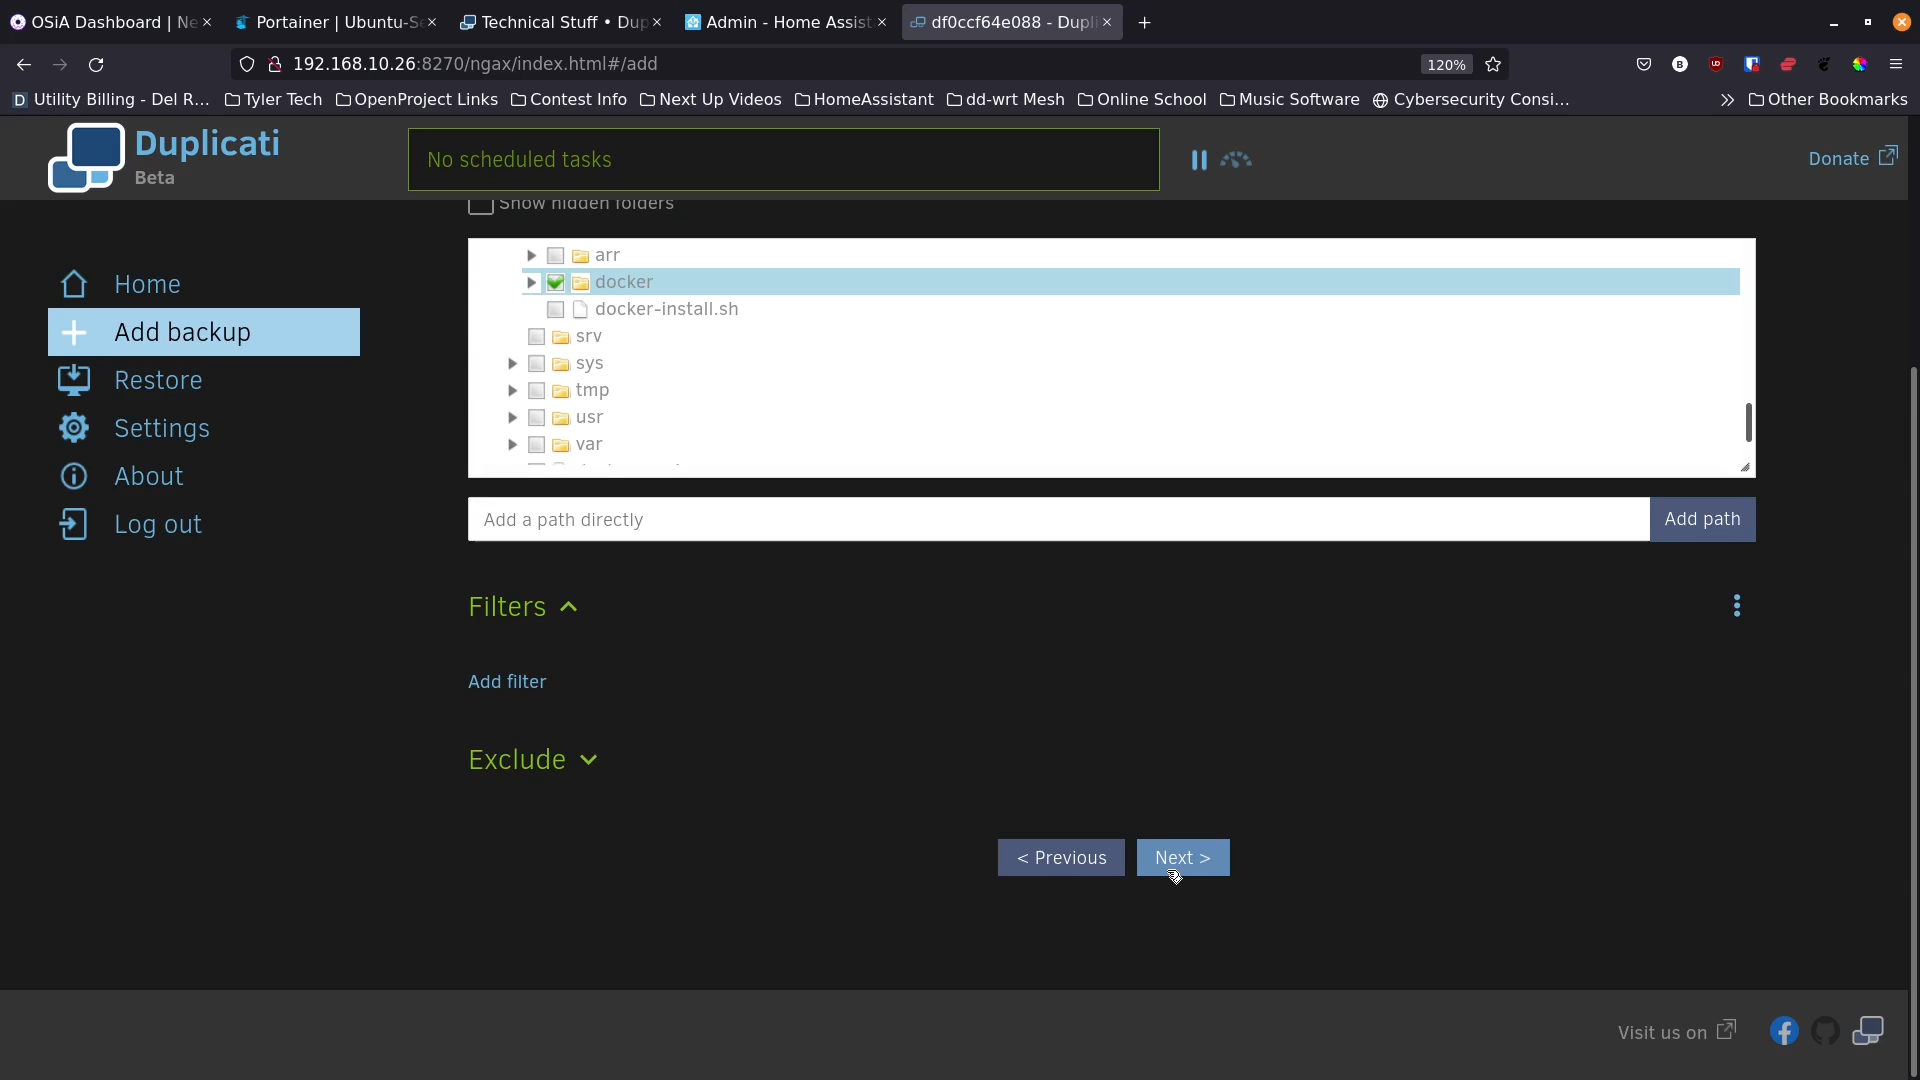 OSiA Dashboard | Ne
Portainer | Ubuntu-Se
Technical Stuff • Dup
Admin - Home Assist
df0ccf64e088 - Dupli
192.168.10.26:8270/ngax/index.html#/add
120%
Utility Billing - Del R...
Tyler Tech
OpenProject Links
Contest Info
Next Up Videos
HomeAssistant
dd-wrt Mesh
Online School
Music Software
Cybersecurity Consi...
Other Bookmarks
Duplicati
Beta
No scheduled tasks
Donate
Home
Add backup
Restore
Settings
About
Log out
Show hidden folders
arr
docker
docker-install.sh
srv
sys
tmp
usr
var
Add a path directly
Add path
Filters
Add filter
Exclude
< Previous
Next >
Visit us on